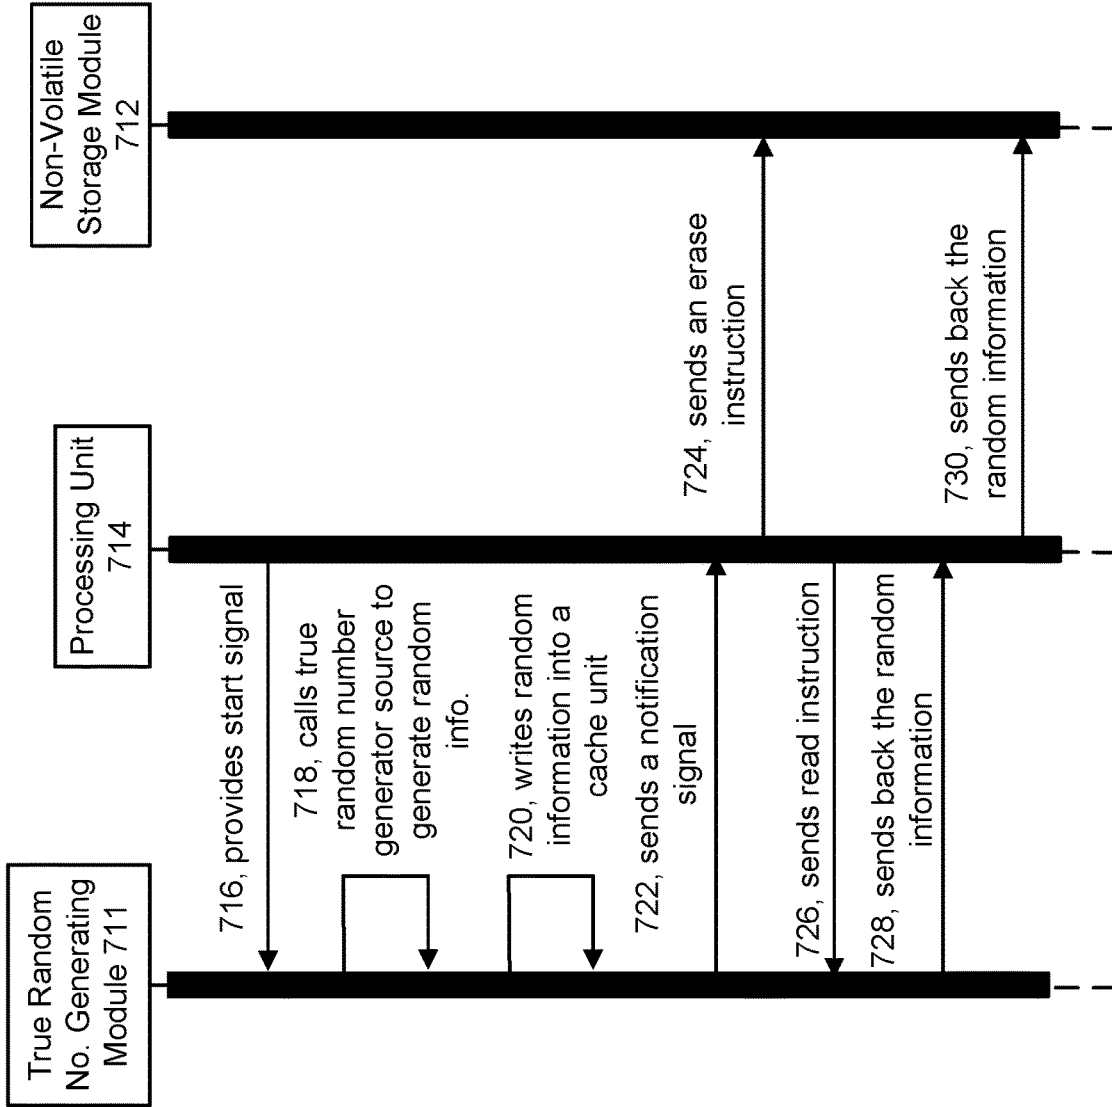 True Random
No. Generating
Module 711
Processing Unit
714
Non-Volatile
Storage Module
712
716, provides start signal
718, calls true
random number
generator source to
generate random
info.
720, writes random
information into a
cache unit
722, sends a notification
signal
724, sends an erase
instruction
726, sends read instruction
728, sends back the random
information
730, sends back the
random information